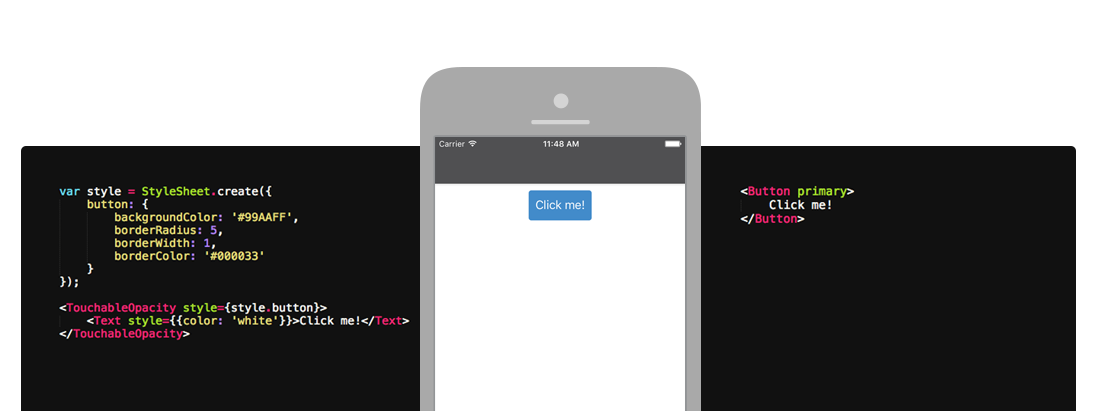 var style = StyleSheet.create({
    button: {
        backgroundColor: '#99AAFF',
        borderRadius: 5,
        borderWidth: 1,
        borderColor: '#000033'
    }
});

<TouchableOpacity style={style.button}>
    <Text style={{color: 'white'}}>Click me!</Text>
</TouchableOpacity>
Carrier 11:48 AM
Click me!
<Button primary>
    Click me!
</Button>